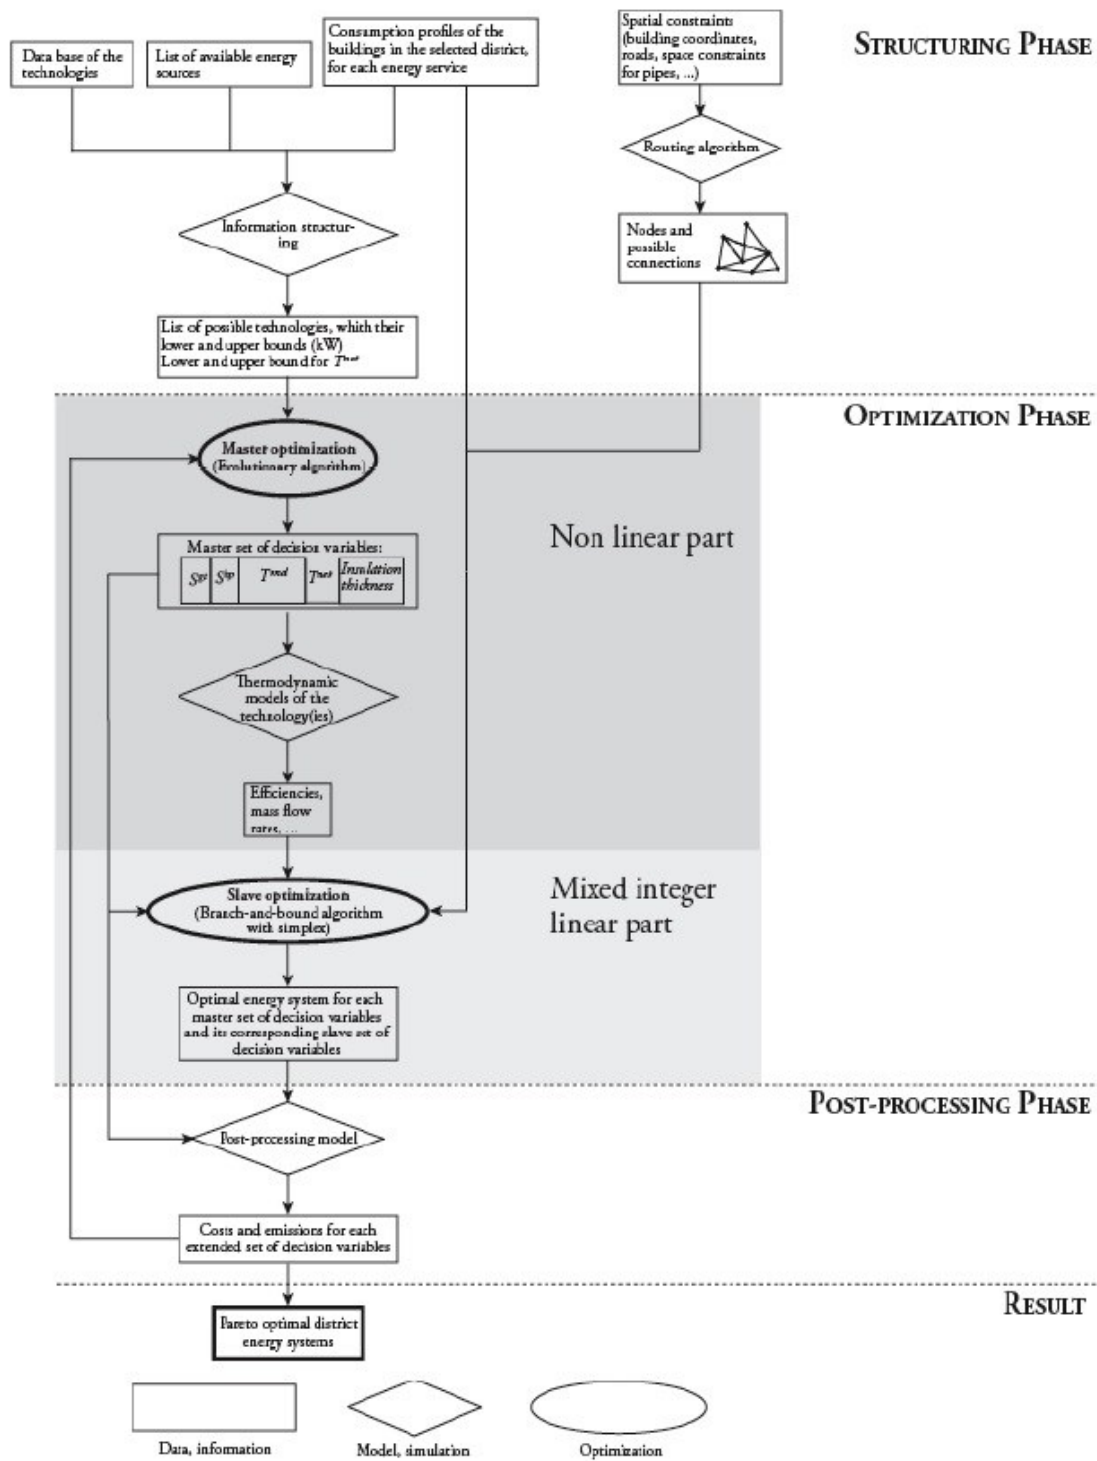 STRUCTURING PHASE
Data base of the
technologies
List of available energy
sources
Consumption profiles of the
buildings in the selected district,
for each energy service
Spatial constraints
(building coordinates,
roads, space constraints
for pipes, ...)
Routing algorithm
Information structur-
ing
Nodes and
possible
connections
List of possible technologies, whith their
lower and upper bounds (kW)
Lower and upper bound for T^net
OPTIMIZATION PHASE
Master optimization
(Evolutionary algorithm)
Non linear part
Master set of decision variables:
S^gt S^hp T^md T^net Insulation
thickness
Thermodynamic
models of the
technology(ies)
Efficiencies,
mass flow
rates, ...
Mixed integer
linear part
Slave optimization
(Branch-and-bound algorithm
with simplex)
Optimal energy system for each
master set of decision variables
and its corresponding slave set of
decision variables
POST-PROCESSING PHASE
Post-processing model
Costs and emissions for each
extended set of decision variables
RESULT
Pareto optimal district
energy systems
Data, information
Model, simulation
Optimization